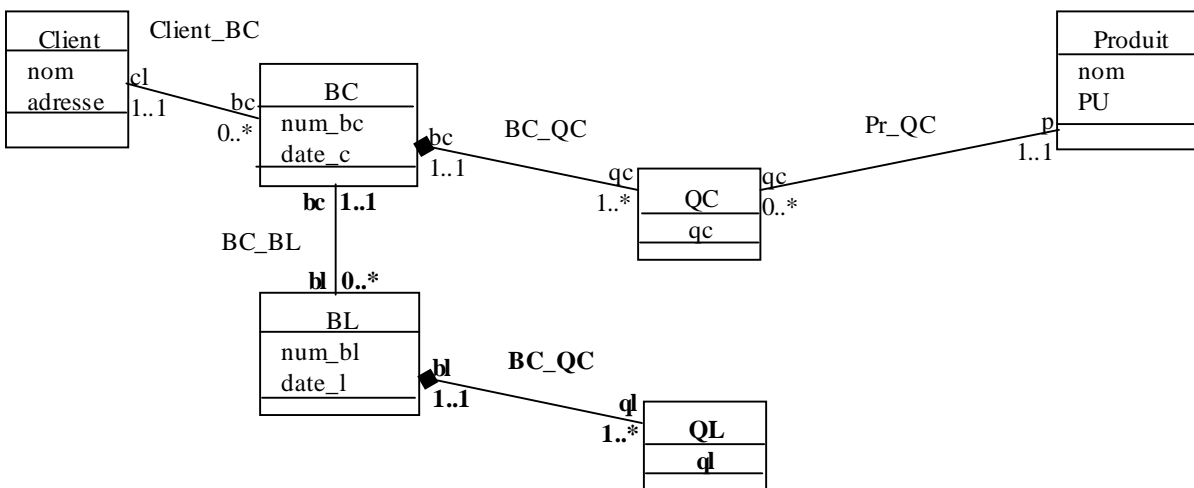 Client
nom
adresse
Client_BC
cl
1..1
bc
0..*
BC
num_bc
date_c
bc
1..1
BC_QC
qc
1..*
QC
qc
qc
0..*
Pr_QC
p
1..1
Produit
nom
PU
bc 1..1
BC_BL
bl 0..*
BL
num_bl
date_l
bl
1..1
BC_QC
ql
1..*
QL
ql